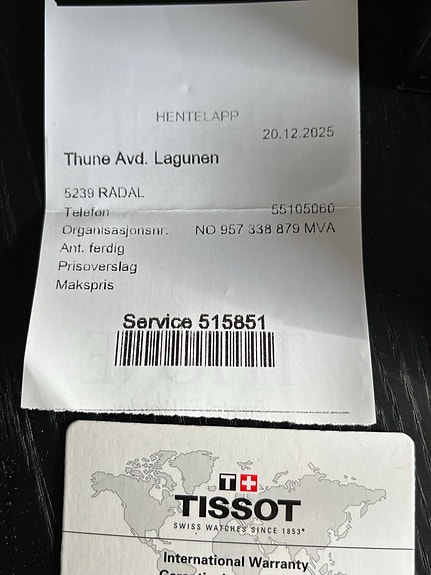 HENTELAPP
20.12.2025
Thune Avd. Lagunen
5239 RADAL
Telefon 55105060
Organisasjonsnr. NO 957 338 879 MVA
Ant. ferdig
Prisoverslag
Makspris
Service 515851
T+
TISSOT
SWISS WATCHES SINCE 1853*
International Warranty